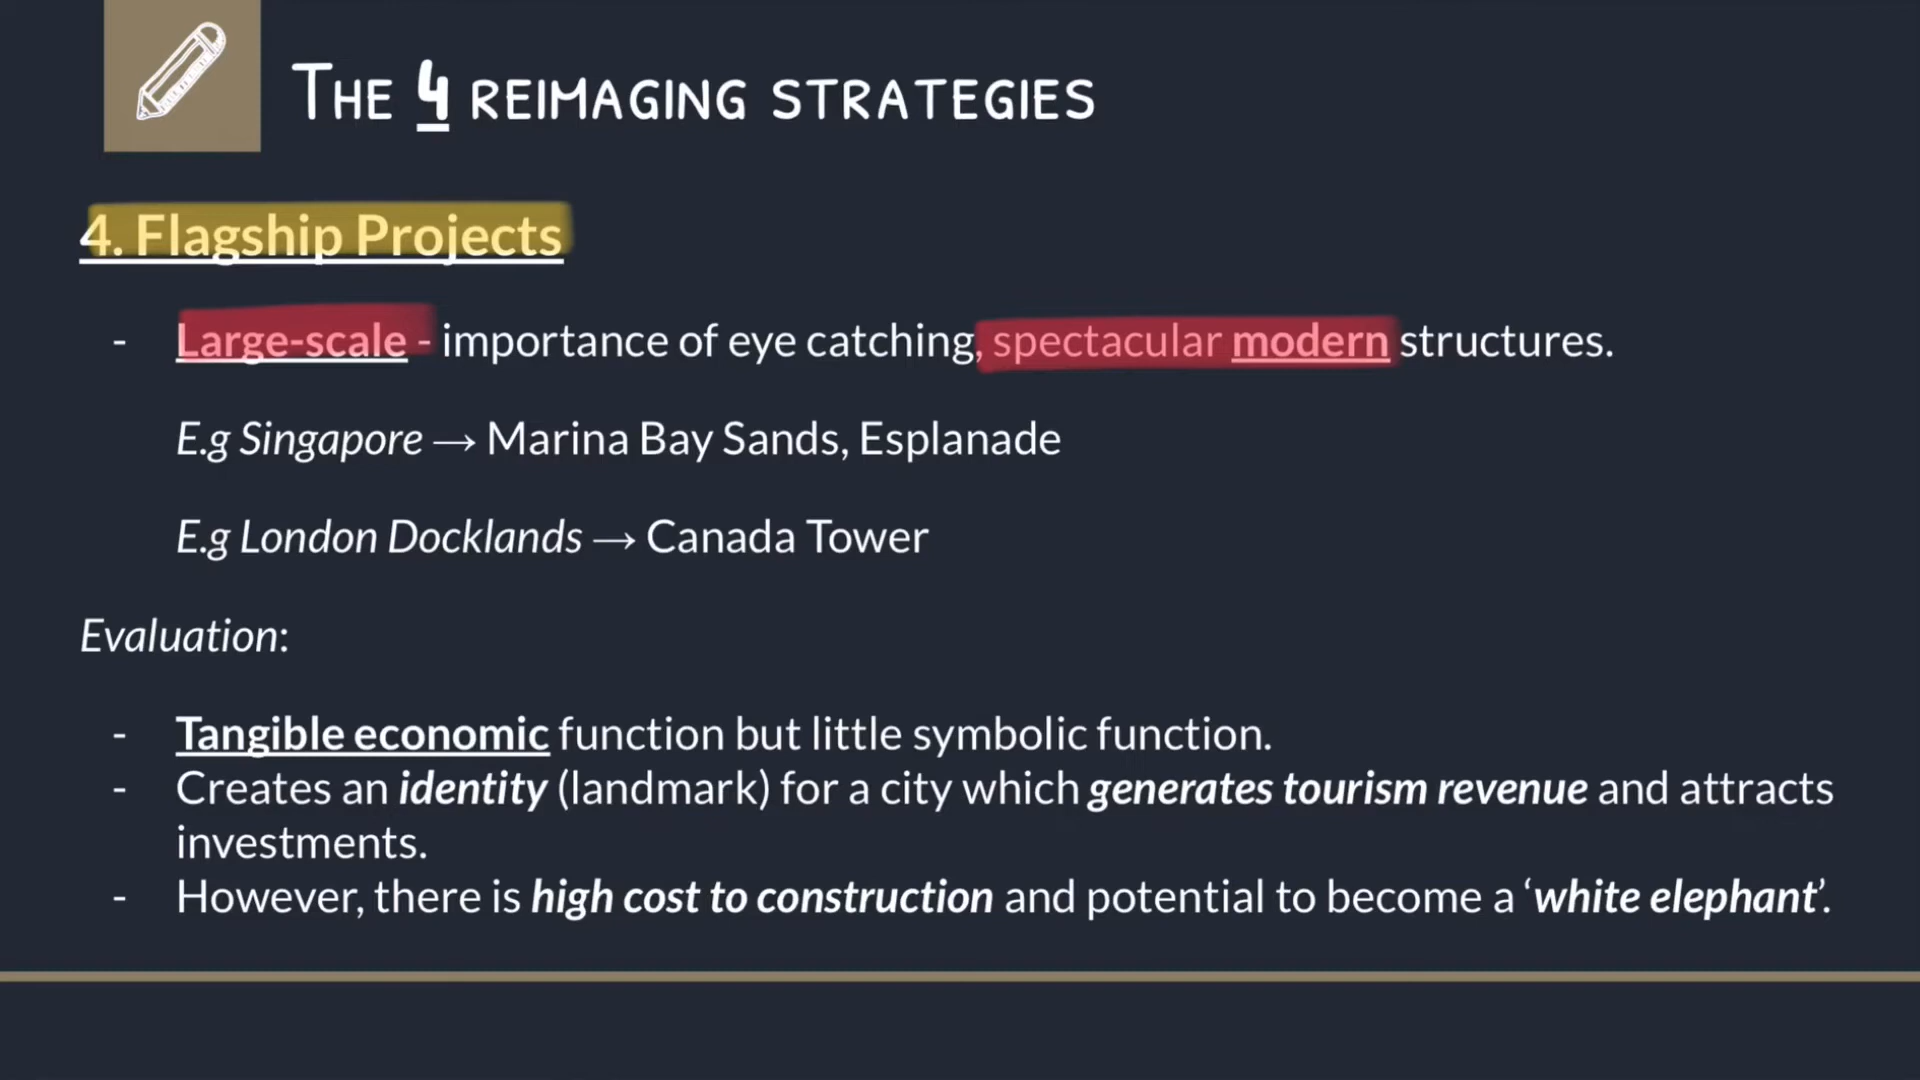 The 4 reimaging strategies
4. Flagship Projects
- Large-scale - importance of eye catching, spectacular modern structures.
E.g Singapore → Marina Bay Sands, Esplanade
E.g London Docklands → Canada Tower
Evaluation:
- Tangible economic function but little symbolic function.
- Creates an identity (landmark) for a city which generates tourism revenue and attracts
investments.
- However, there is high cost to construction and potential to become a ‘white elephant’.